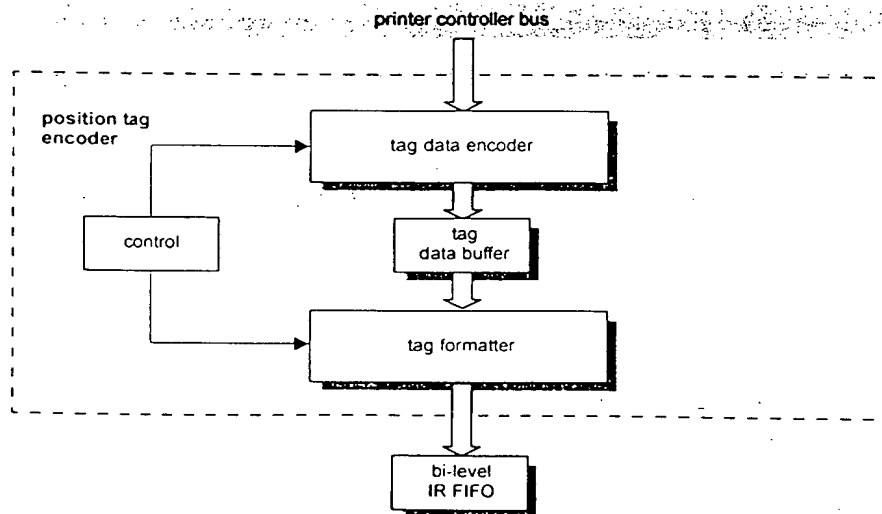 printer controller bus
position tag
encoder
tag data encoder
control
tag
data buffer
tag formatter
bi-level
IR FIFO